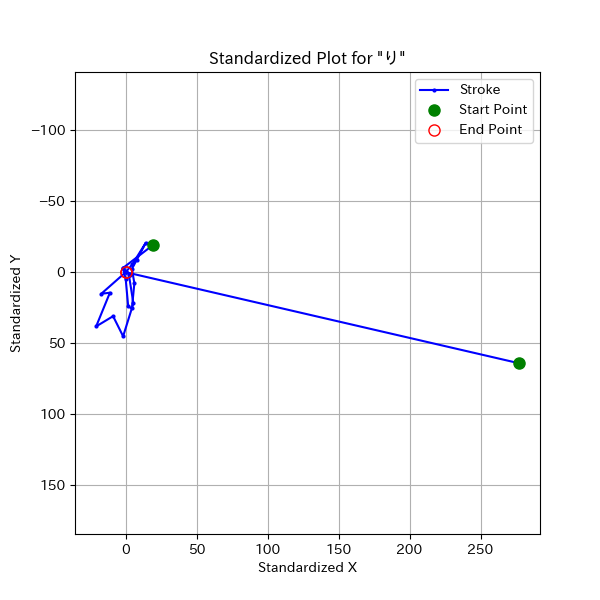 Standardized Plot for "り"
Stroke
Start Point
End Point
Standardized Y
-100
-50
0
50
100
150
0 50 100 150 200 250
Standardized X